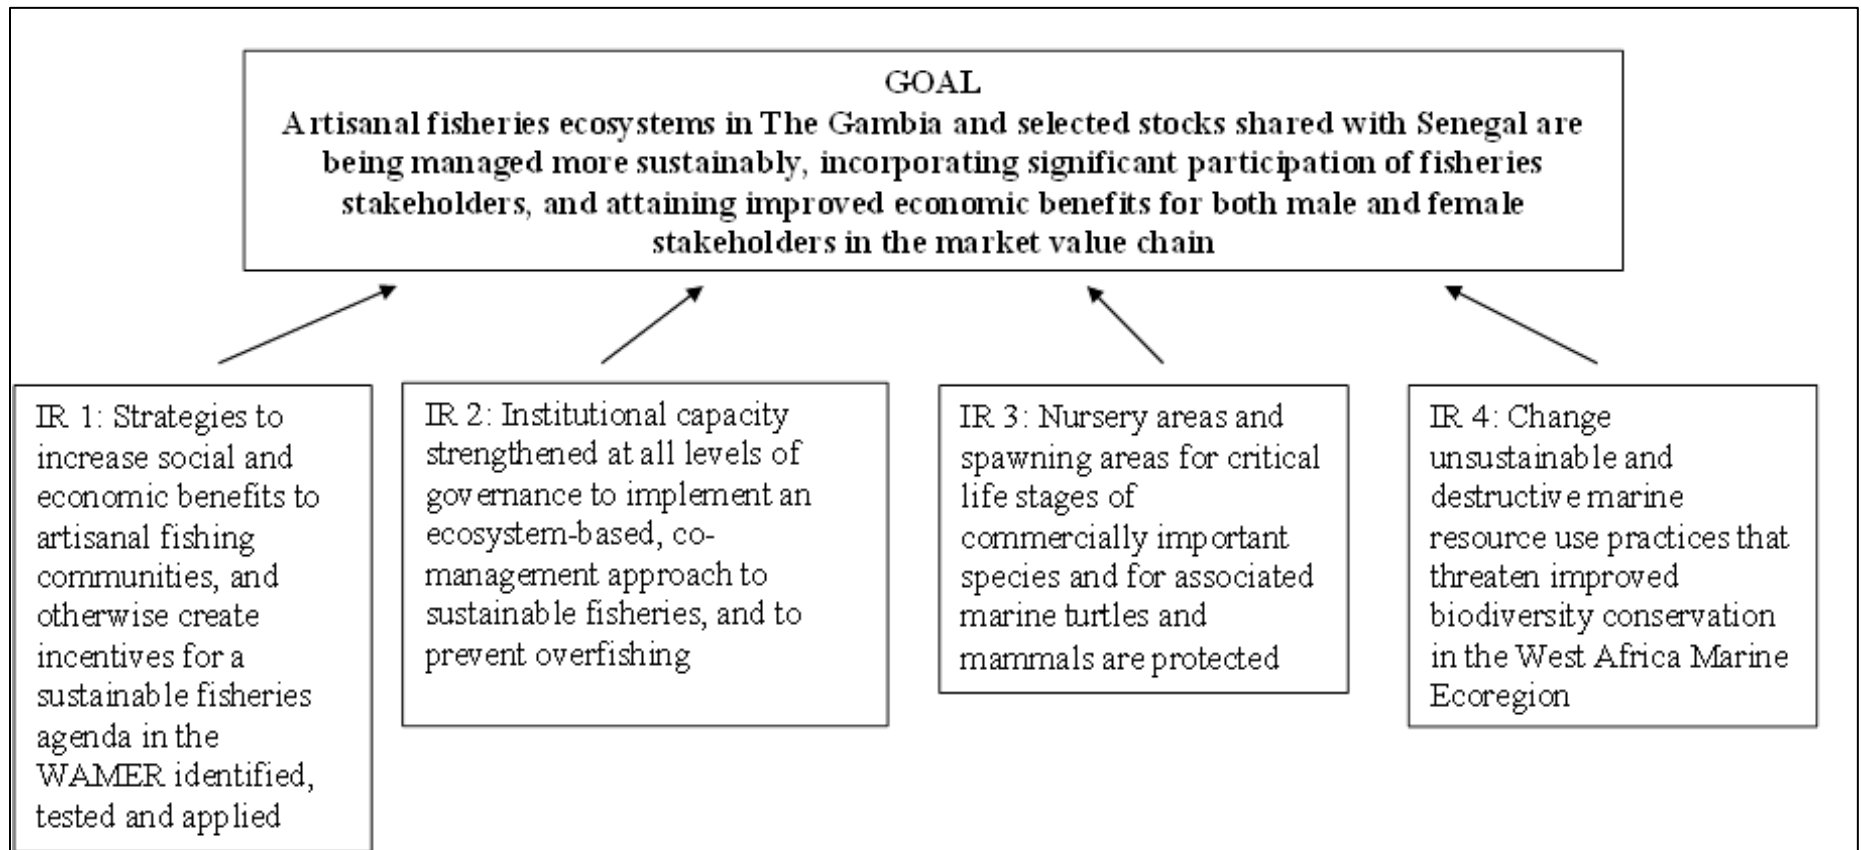 GOAL
Artisanal fisheries ecosystems in The Gambia and selected stocks shared with Senegal are
being managed more sustainably, incorporating significant participation of fisheries
stakeholders, and attaining improved economic benefits for both male and female
stakeholders in the market value chain
IR 1: Strategies to
increase social and
economic benefits to
artisanal fishing
communities, and
otherwise create
incentives for a
sustainable fisheries
agenda in the
WAMER identified,
tested and applied
IR 2: Institutional capacity
strengthened at all levels of
governance to implement an
ecosystem-based, co-
management approach to
sustainable fisheries, and to
prevent overfishing
IR 3: Nursery areas and
spawning areas for critical
life stages of
commercially important
species and for associated
marine turtles and
mammals are protected
IR 4: Change
unsustainable and
destructive marine
resource use practices that
threaten improved
biodiversity conservation
in the West Africa Marine
Ecoregion